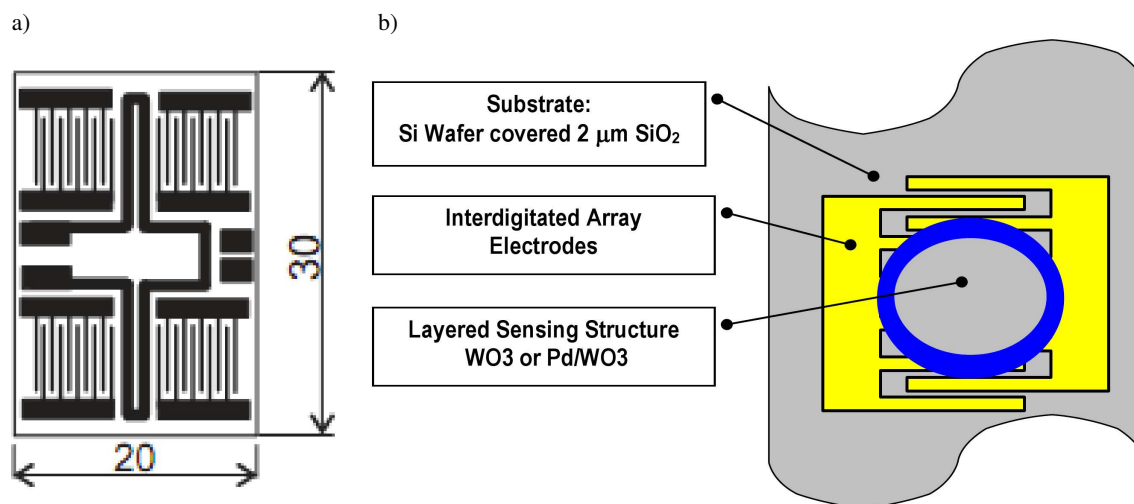 a)
b)
Substrate:
Si Wafer covered 2 μm SiO₂
Interdigitated Array
Electrodes
Layered Sensing Structure
WO3 or Pd/WO3
30
20